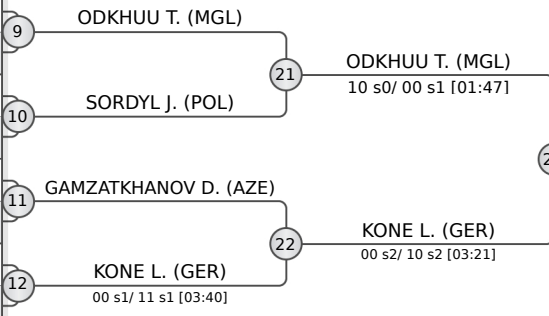 9
ODKHUU T. (MGL)
21
ODKHUU T. (MGL)
10 s0/ 00 s1 [01:47]
10
SORDYL J. (POL)
11
GAMZATKHANOV D. (AZE)
22
KONE L. (GER)
00 s2/ 10 s2 [03:21]
12
KONE L. (GER)
00 s1/ 11 s1 [03:40]